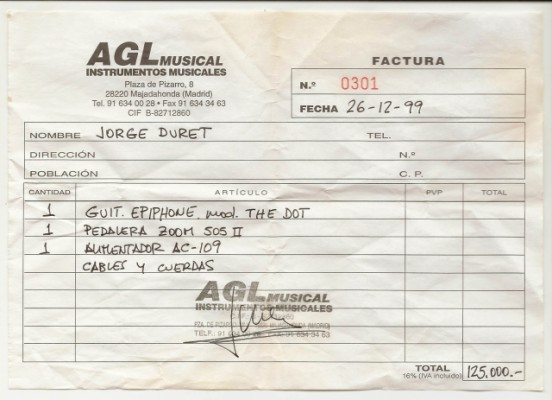 AGL MUSICAL
INSTRUMENTOS MUSICALES
Plaza de Pizarro, 8
28220 Majadahonda (Madrid)
Tel. 91 634 00 28 • Fax 91 634 34 63
CIF B-82712860
FACTURA
N.º 0301
FECHA 26-12-99
NOMBRE JORGE DURET TEL.
DIRECCIÓN N.º
POBLACIÓN C. P.
CANTIDAD ARTÍCULO PVP TOTAL
1 GUIT. EPIPHONE mod. THE DOT
1 PEDALERA ZOOM 505 II
1 ALIMENTADOR AC-109
CABLES Y CUERDAS
AGL MUSICAL
INSTRUMENTOS MUSICALES
TOTAL
16% (IVA incluido) 125.000.-